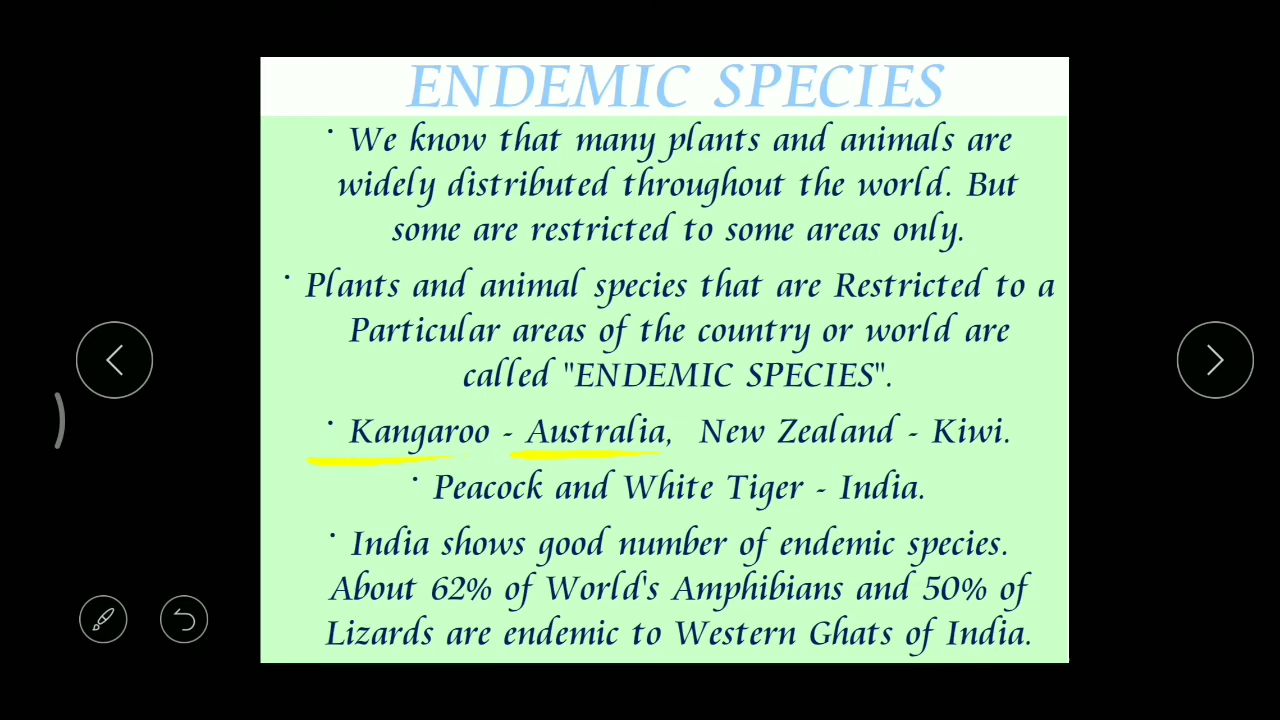 ENDEMIC SPECIES
· We know that many plants and animals are
widely distributed throughout the world. But
some are restricted to some areas only.
· Plants and animal species that are Restricted to a
Particular areas of the country or world are
called "ENDEMIC SPECIES".
· Kangaroo - Australia, New Zealand - Kiwi.
· Peacock and White Tiger - India.
· India shows good number of endemic species.
About 62% of World's Amphibians and 50% of
Lizards are endemic to Western Ghats of India.